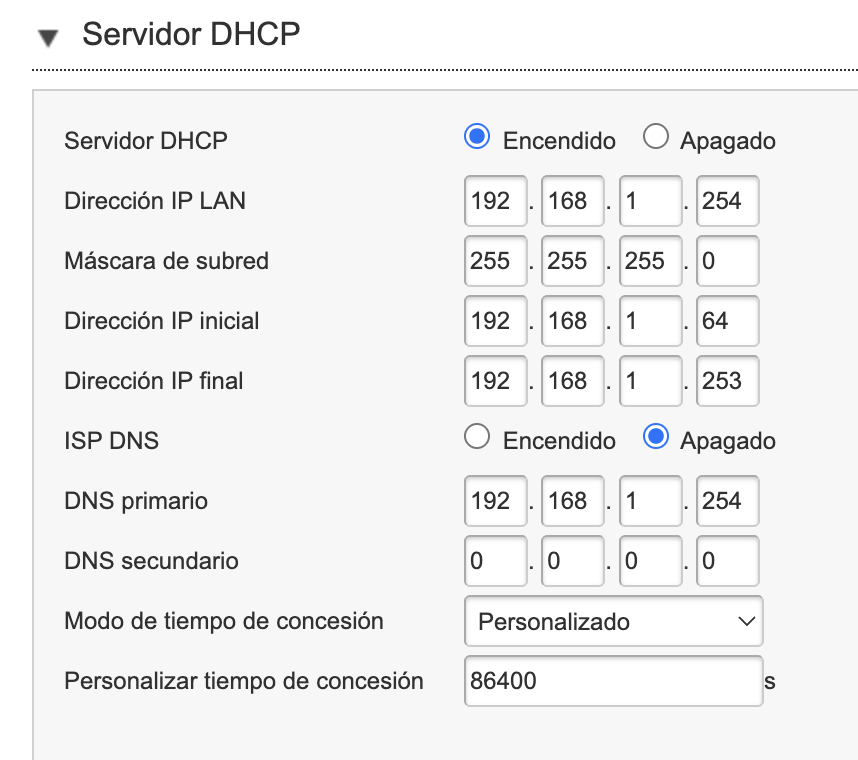 Servidor DHCP
Servidor DHCP Encendido Apagado
Dirección IP LAN 192 . 168 . 1 . 254
Máscara de subred 255 . 255 . 255 . 0
Dirección IP inicial 192 . 168 . 1 . 64
Dirección IP final 192 . 168 . 1 . 253
ISP DNS Encendido Apagado
DNS primario 192 . 168 . 1 . 254
DNS secundario 0 . 0 . 0 . 0
Modo de tiempo de concesión Personalizado
Personalizar tiempo de concesión 86400 s